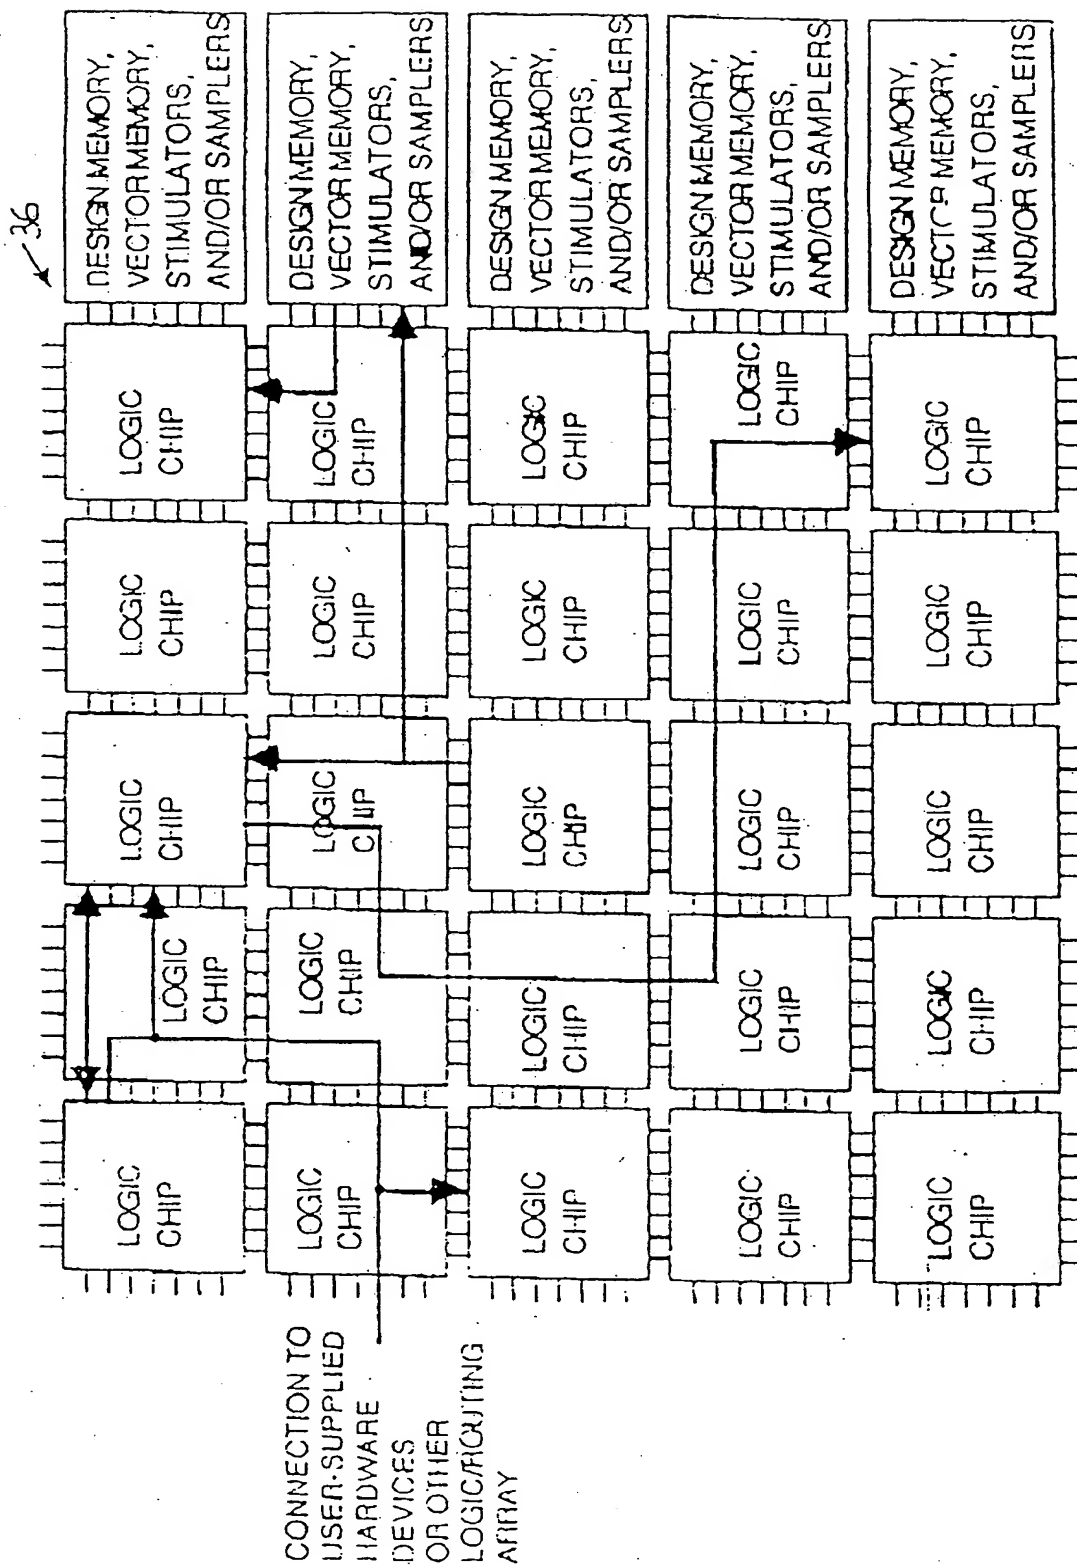 36
LOGIC
CHIP
LOGIC
CHIP
LOGIC
CHIP
LOGIC
CHIP
LOGIC
CHIP
DESIGN MEMORY,
VECTOR MEMORY,
STIMULATORS,
AND/OR SAMPLERS
CONNECTION TO
USER-SUPPLIED
HARDWARE
DEVICES
OR OTHER
LOGIC/ROUTING
ARRAY
LOGIC
CHIP
LOGIC
CHIP
LOGIC
CHIP
LOGIC
CHIP
LOGIC
CHIP
DESIGN MEMORY,
VECTOR MEMORY,
STIMULATORS,
AND/OR SAMPLERS
LOGIC
CHIP
LOGIC
CHIP
LOGIC
CHIP
LOGIC
CHIP
LOGIC
CHIP
DESIGN MEMORY,
VECTOR MEMORY,
STIMULATORS,
AND/OR SAMPLERS
LOGIC
CHIP
LOGIC
CHIP
LOGIC
CHIP
LOGIC
CHIP
LOGIC
CHIP
DESIGN MEMORY,
VECTOR MEMORY,
STIMULATORS,
AND/OR SAMPLERS
LOGIC
CHIP
LOGIC
CHIP
LOGIC
CHIP
LOGIC
CHIP
LOGIC
CHIP
DESIGN MEMORY,
VECTOR MEMORY,
STIMULATORS,
AND/OR SAMPLERS